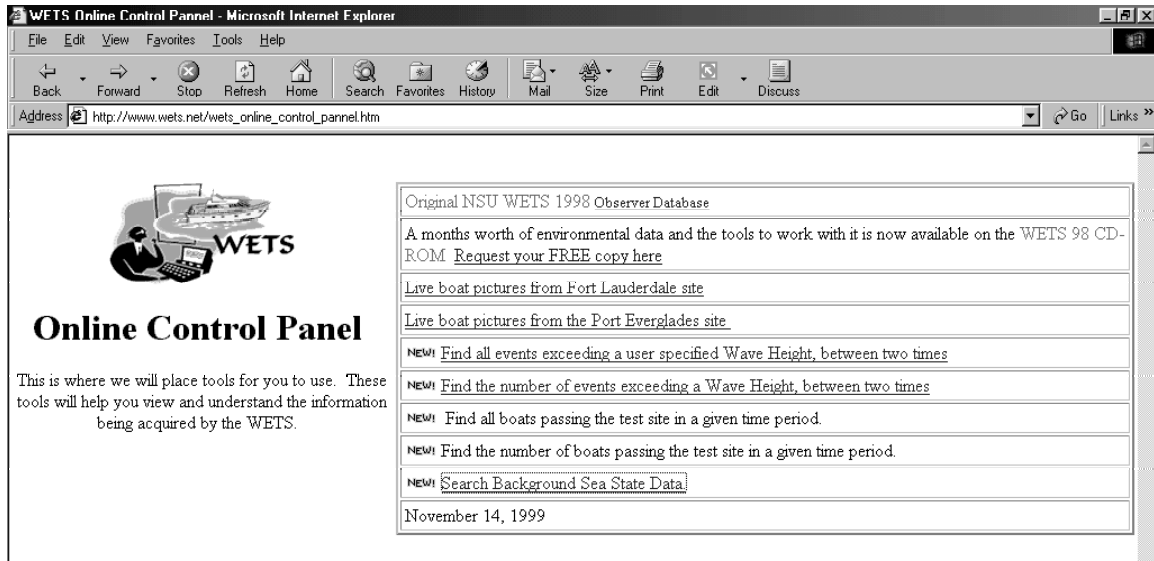 WETS Online Control Pannel - Microsoft Internet Explorer
File Edit View Favorites Tools Help
Back Forward Stop Refresh Home Search Favorites History Mail Size Print Edit Discuss
Address http://www.wets.net/wets_online_control_pannel.htm Go Links »
WETS
Online Control Panel
This is where we will place tools for you to use. These
tools will help you view and understand the information
being acquired by the WETS.
Original NSU WETS 1998 Observer Database
A months worth of environmental data and the tools to work with it is now available on the WETS 98 CD-
ROM Request your FREE copy here
Live boat pictures from Fort Lauderdale site
Live boat pictures from the Port Everglades site
NEW! Find all events exceeding a user specified Wave Height, between two times
NEW! Find the number of events exceeding a Wave Height, between two times
NEW! Find all boats passing the test site in a given time period.
NEW! Find the number of boats passing the test site in a given time period.
NEW! Search Background Sea State Data.
November 14, 1999